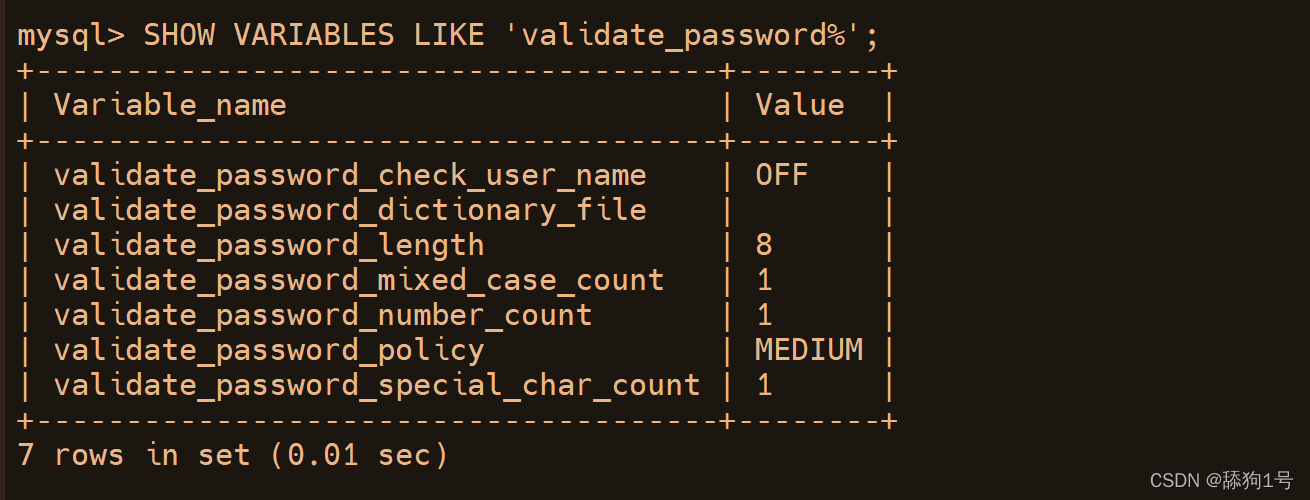 mysql> SHOW VARIABLES LIKE 'validate_password%';
+--------------------------------------+--------+
| Variable_name                        | Value  |
+--------------------------------------+--------+
| validate_password_check_user_name    | OFF    |
| validate_password_dictionary_file    |        |
| validate_password_length             | 8      |
| validate_password_mixed_case_count   | 1      |
| validate_password_number_count       | 1      |
| validate_password_policy             | MEDIUM |
| validate_password_special_char_count | 1      |
+--------------------------------------+--------+
7 rows in set (0.01 sec)
CSDN @舔狗1号